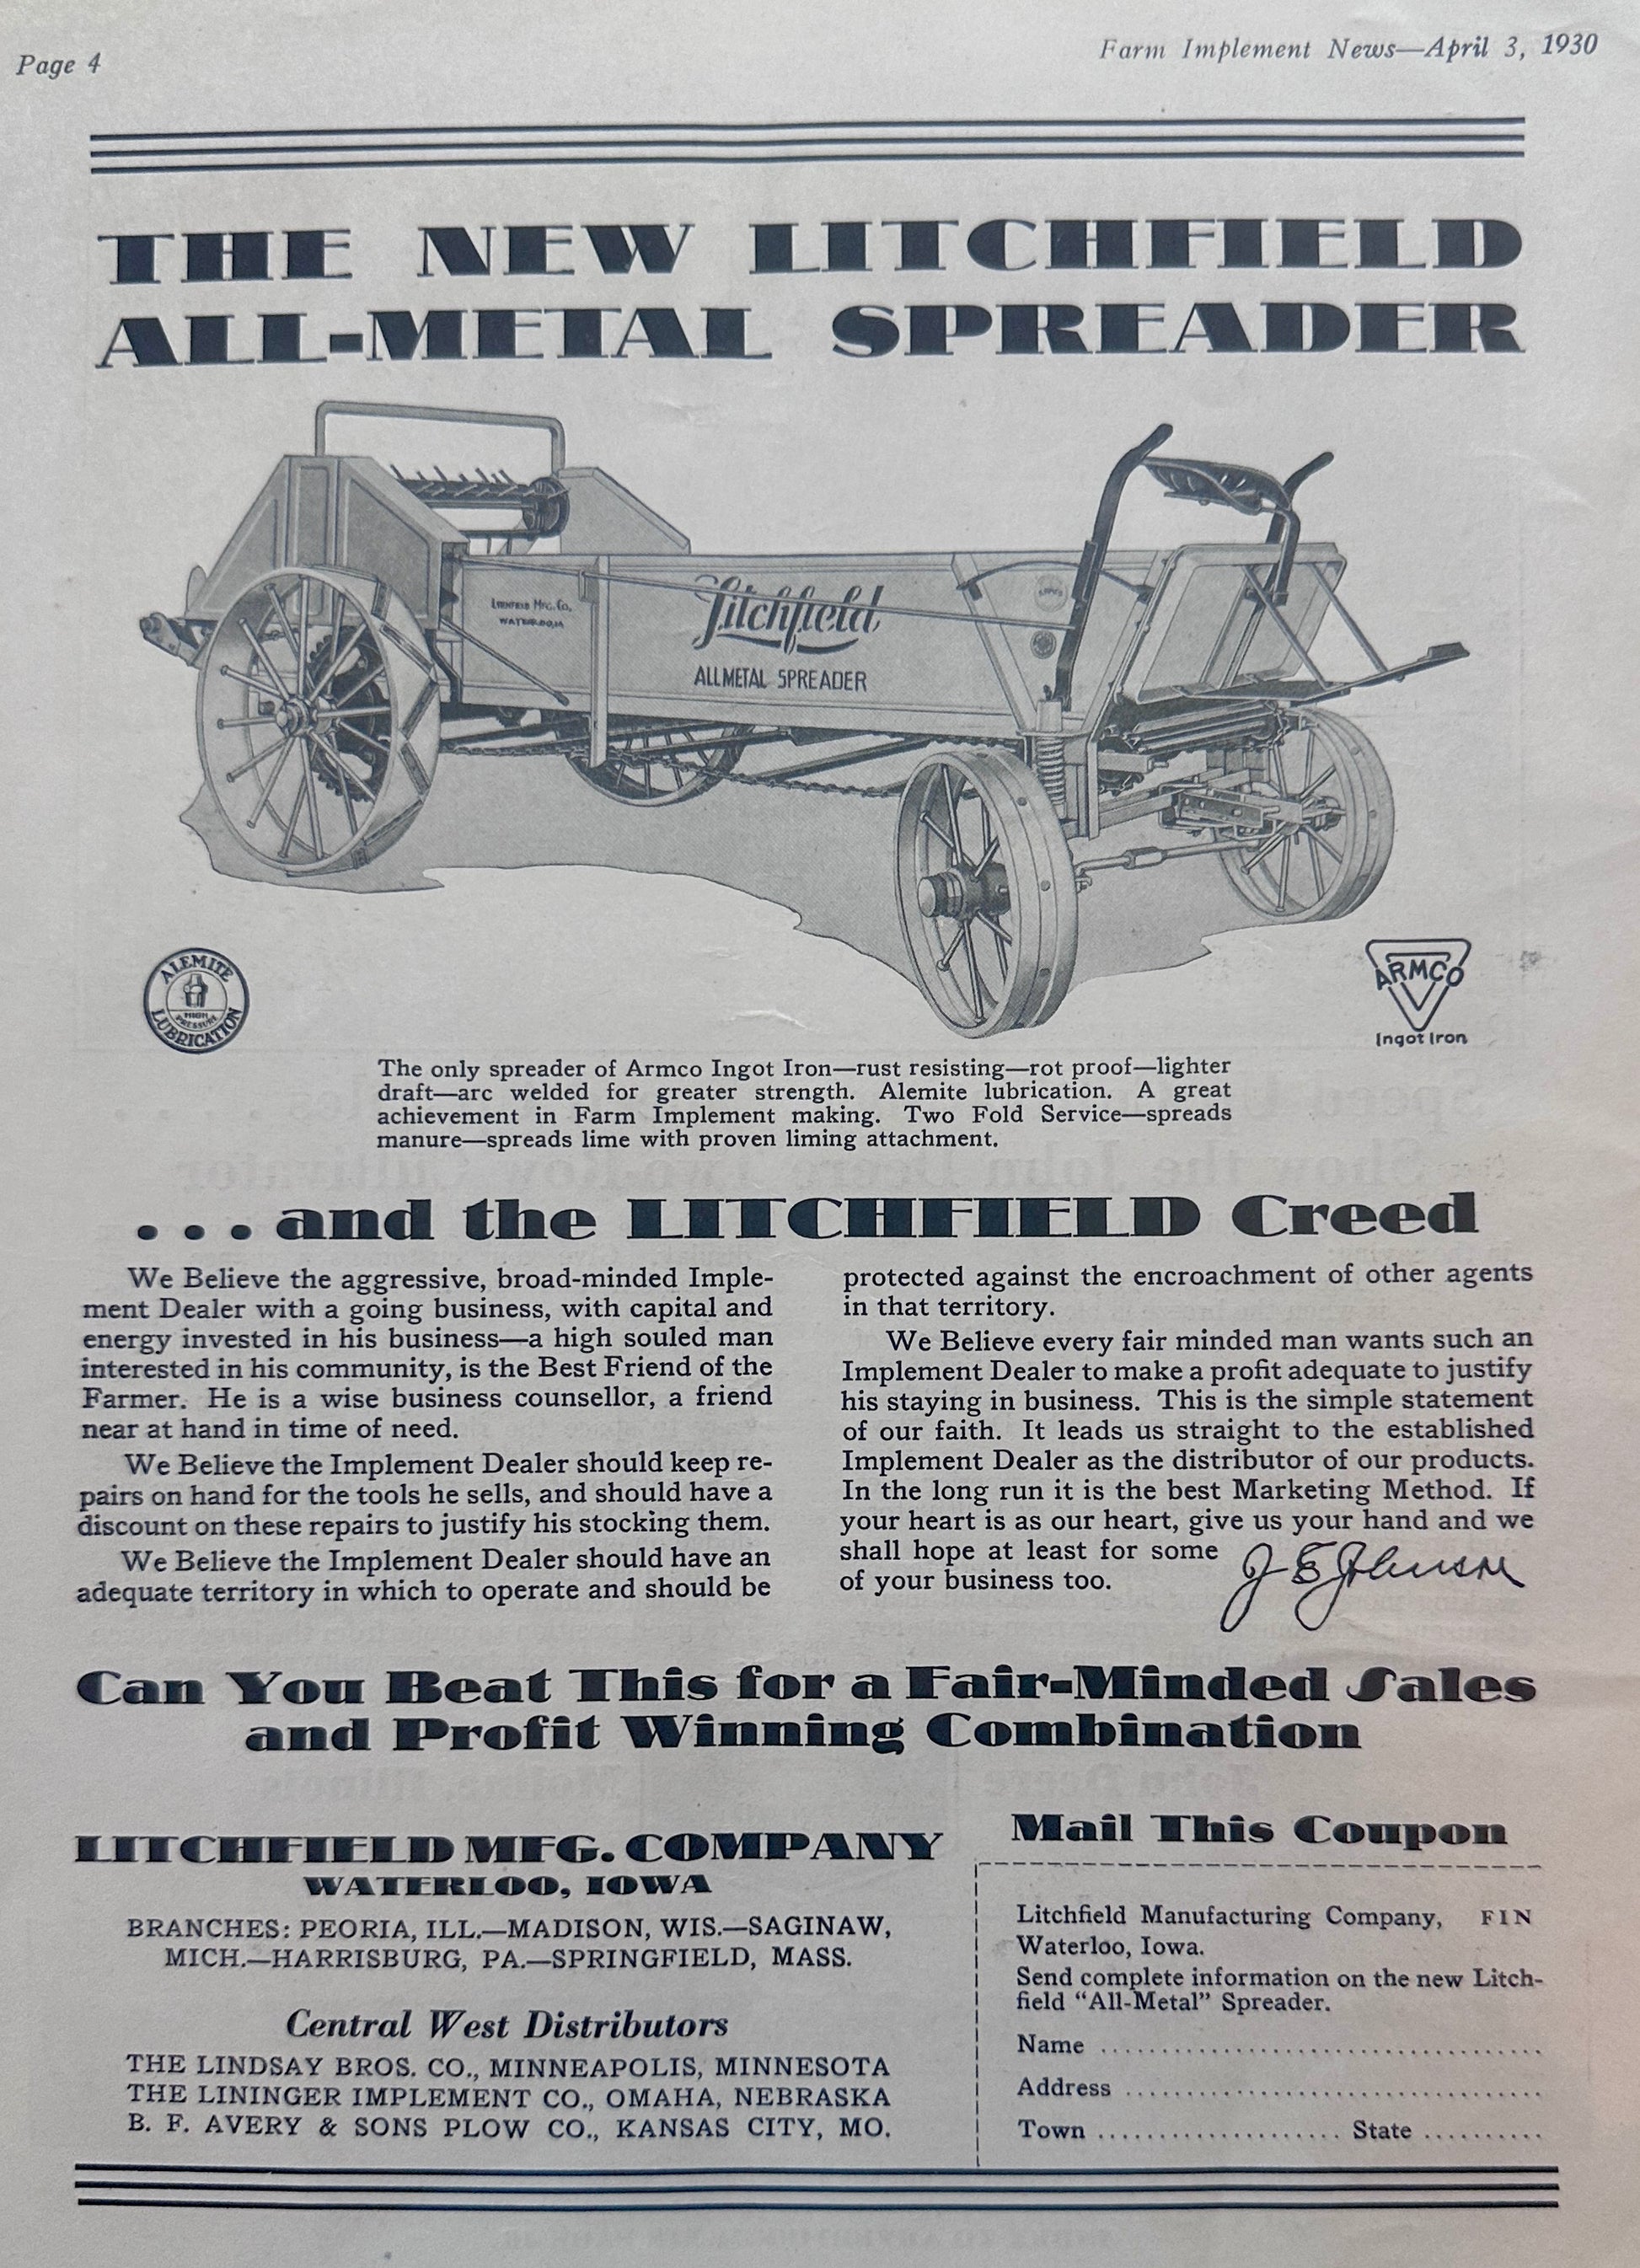 Page 4
Farm Implement News—April 3, 1930
THE NEW LITCHFIELD
ALL-METAL SPREADER
LITCHFIELD MFG. CO.
WATERLOO, IA
Litchfield
ALLMETAL SPREADER
ALEMITE
HIGH
PRESSURE
LUBRICATION
ARMCO
Ingot Iron
The only spreader of Armco Ingot Iron—rust resisting—rot proof—lighter
draft—arc welded for greater strength. Alemite lubrication. A great
achievement in Farm Implement making. Two Fold Service—spreads
manure—spreads lime with proven liming attachment.
. . . and the LITCHFIELD Creed
We Believe the aggressive, broad-minded Imple-
ment Dealer with a going business, with capital and
energy invested in his business—a high souled man
interested in his community, is the Best Friend of the
Farmer. He is a wise business counsellor, a friend
near at hand in time of need.
We Believe the Implement Dealer should keep re-
pairs on hand for the tools he sells, and should have a
discount on these repairs to justify his stocking them.
We Believe the Implement Dealer should have an
adequate territory in which to operate and should be
protected against the encroachment of other agents
in that territory.
We Believe every fair minded man wants such an
Implement Dealer to make a profit adequate to justify
his staying in business. This is the simple statement
of our faith. It leads us straight to the established
Implement Dealer as the distributor of our products.
In the long run it is the best Marketing Method. If
your heart is as our heart, give us your hand and we
shall hope at least for some
of your business too.
J E Johnson
Can You Beat This for a Fair-Minded Sales
and Profit Winning Combination
LITCHFIELD MFG. COMPANY
WATERLOO, IOWA
BRANCHES: PEORIA, ILL.—MADISON, WIS.—SAGINAW,
MICH.—HARRISBURG, PA.—SPRINGFIELD, MASS.
Central West Distributors
THE LINDSAY BROS. CO., MINNEAPOLIS, MINNESOTA
THE LININGER IMPLEMENT CO., OMAHA, NEBRASKA
B. F. AVERY & SONS PLOW CO., KANSAS CITY, MO.
Mail This Coupon
Litchfield Manufacturing Company, FIN
Waterloo, Iowa.
Send complete information on the new Litch-
field "All-Metal" Spreader.
Name ......................................
Address ...................................
Town ..................... State ..........